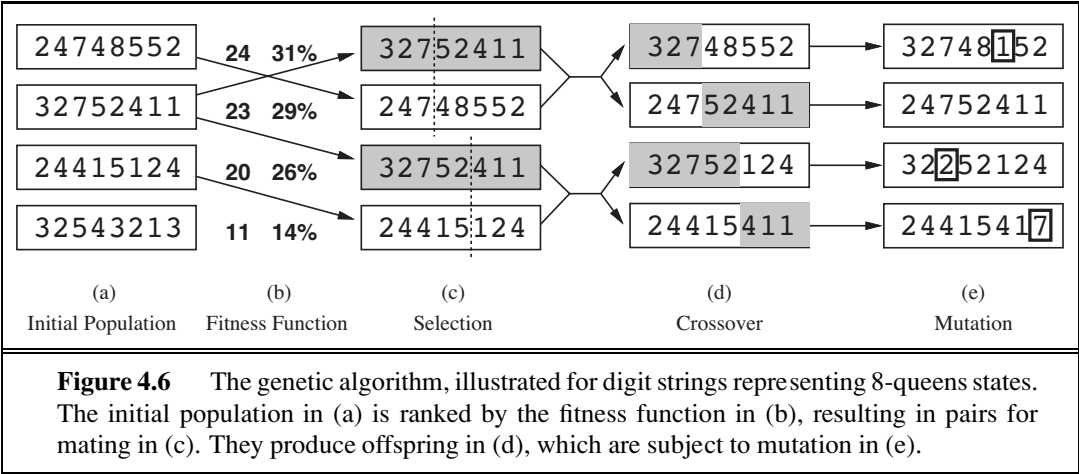 24748552 24 31% 32752411 32748552 32748152
32752411 23 29% 24748552 24752411 24752411
24415124 20 26% 32752411 32752124 32252124
32543213 11 14% 24415124 24415411 24415417
(a) (b) (c) (d) (e)
Initial Population Fitness Function Selection Crossover Mutation
Figure 4.6 The genetic algorithm, illustrated for digit strings representing 8-queens states.
The initial population in (a) is ranked by the fitness function in (b), resulting in pairs for
mating in (c). They produce offspring in (d), which are subject to mutation in (e).